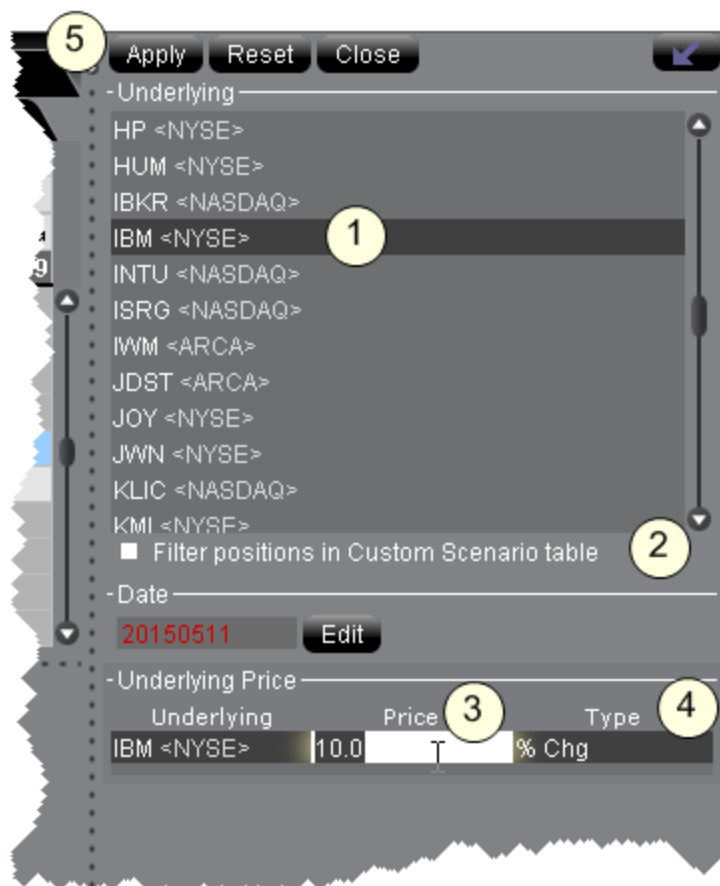 5 Apply Reset Close
Underlying
HP <NYSE>
HUM <NYSE>
IBKR <NASDAQ>
IBM <NYSE> 1
INTU <NASDAQ>
ISRG <NASDAQ>
IWM <ARCA>
JDST <ARCA>
JOY <NYSE>
JWN <NYSE>
KLIC <NASDAQ>
KMI <NYSE>
Filter positions in Custom Scenario table 2
Date
20150511 Edit
Underlying Price
Underlying Price 3 Type 4
IBM <NYSE> 10.0 % Chg